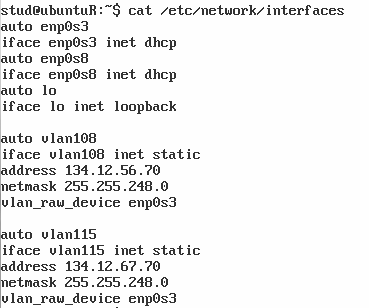 stud@ubuntuR:~$ cat /etc/network/interfaces
auto enp0s3
iface enp0s3 inet dhcp
auto enp0s8
iface enp0s8 inet dhcp
auto lo
iface lo inet loopback
auto vlan108
iface vlan108 inet static
address 134.12.56.70
netmask 255.255.248.0
vlan_raw_device enp0s3
auto vlan115
iface vlan115 inet static
address 134.12.67.70
netmask 255.255.248.0
vlan_raw_device enp0s3